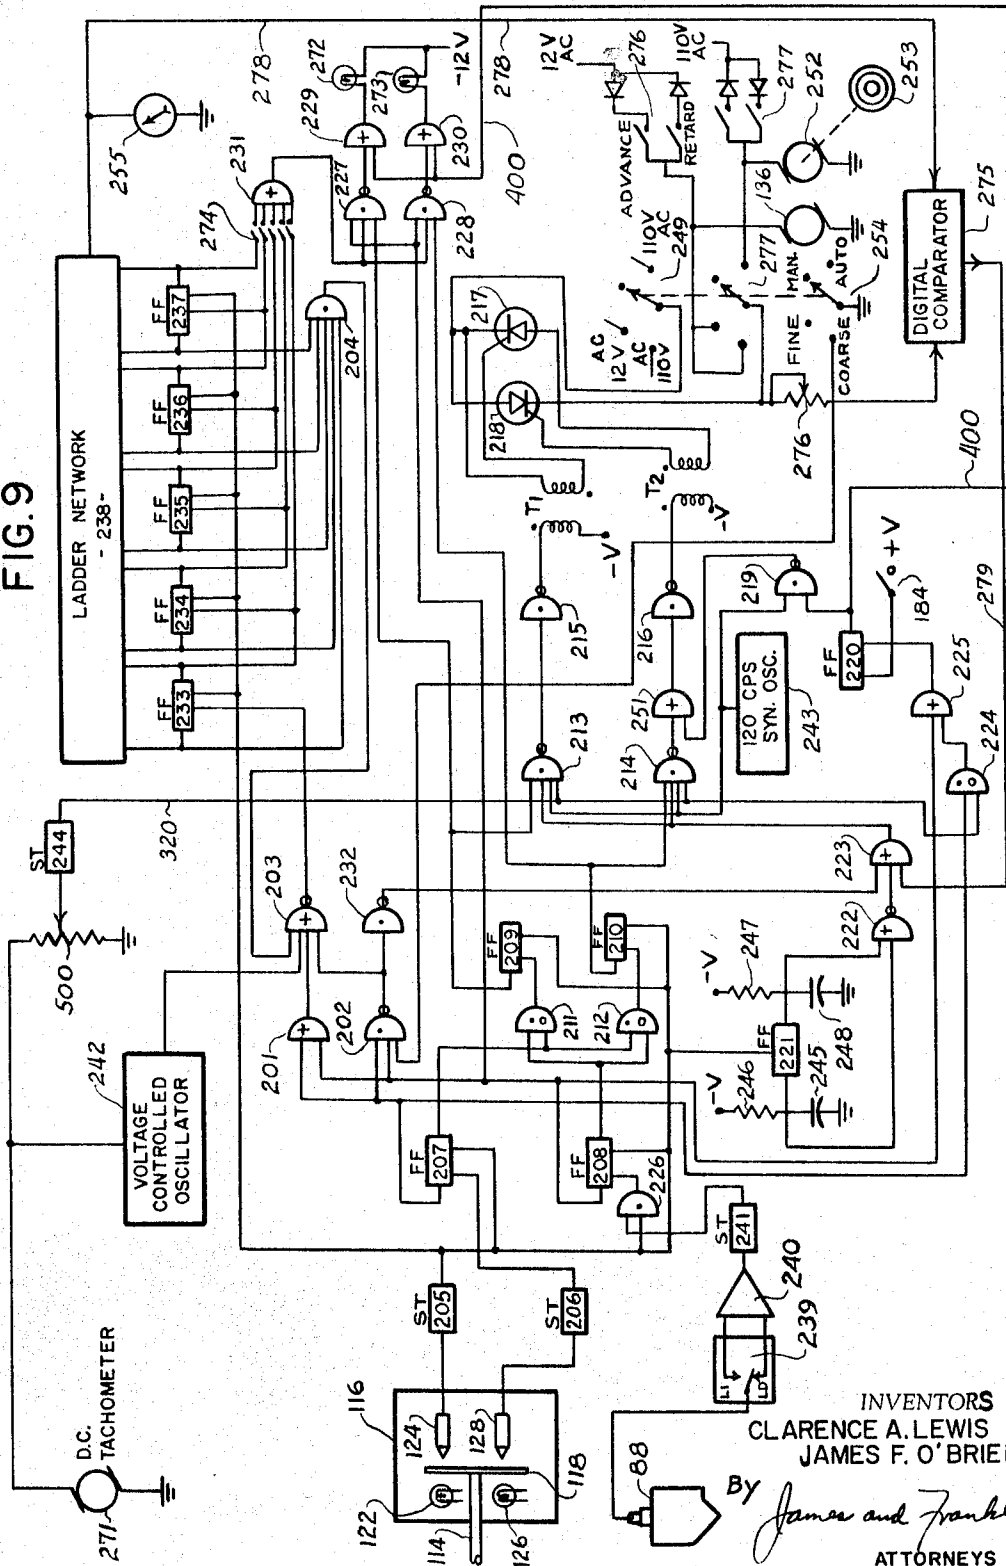 FIG. 9
LADDER NETWORK
- 238 -
255
278
272
229
273
230
-12V
278
400
12V
AC
276
110V
AC
277
252
253
ADVANCE
RETARD
136
275
DIGITAL
COMPARATOR
231
274
227
228
FF
237
FF
236
FF
235
FF
234
FF
233
204
110V
AC
249
277
MAN.
AUTO
254
AC
12V
AC
110V
FINE
COARSE
276
217
218
T1
T2
-V
-V
215
216
219
400
184
+V
279
FF
220
225
224
120 CPS
SYN. OSC.
243
251
213
214
ST
244
320
500
203
232
223
222
FF
209
FF
210
211
212
201
202
-V
247
248
FF
221
-V
246
245
242
VOLTAGE
CONTROLLED
OSCILLATOR
FF
207
FF
208
226
ST
241
240
239
L1
LD
ST
205
ST
206
D.C.
TACHOMETER
271
116
124
128
118
122
114
126
88
INVENTORS
CLARENCE A. LEWIS
JAMES F. O'BRIE
BY
James and Frankl
ATTORNEYS